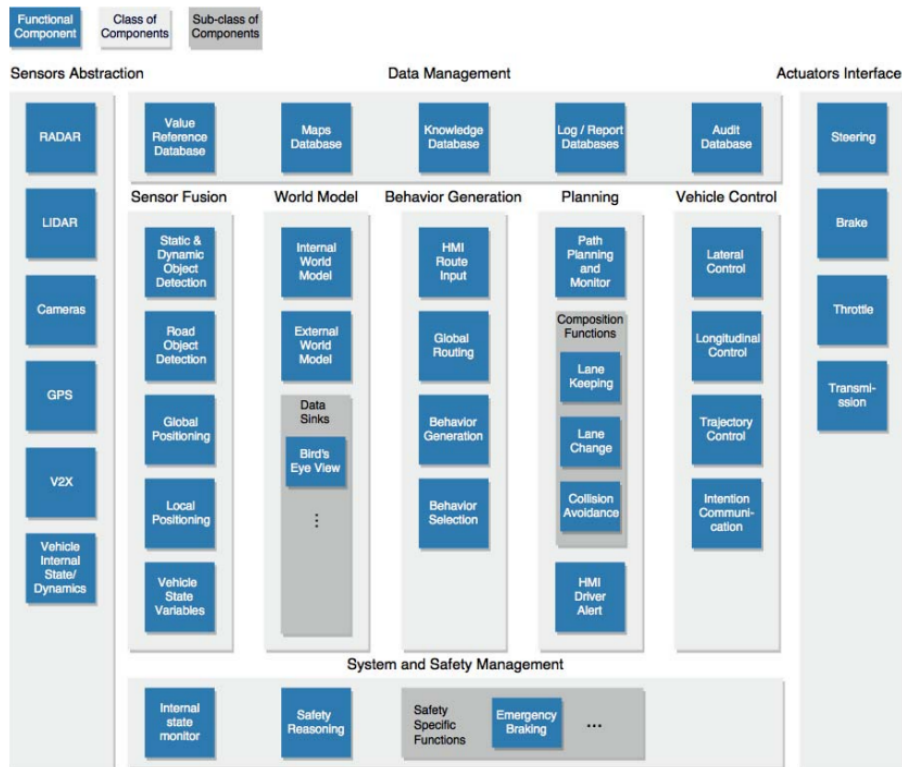 Functional
Component
Class of
Components
Sub-class of
Components
Sensors Abstraction
Data Management
Actuators Interface
RADAR
LIDAR
Cameras
GPS
V2X
Vehicle
Internal
State/
Dynamics
Value
Reference
Database
Maps
Database
Knowledge
Database
Log / Report
Databases
Audit
Database
Sensor Fusion
World Model
Behavior Generation
Planning
Vehicle Control
Static &
Dynamic
Object
Detection
Road
Object
Detection
Global
Positioning
Local
Positioning
Vehicle
State
Variables
Internal
World
Model
External
World
Model
Data
Sinks
Bird's
Eye View
⋮
HMI
Route
Input
Global
Routing
Behavior
Generation
Behavior
Selection
Path
Planning
and
Monitor
Composition
Functions
Lane
Keeping
Lane
Change
Collision
Avoidance
HMI
Driver
Alert
Lateral
Control
Longitudinal
Control
Trajectory
Control
Intention
Communi-
cation
Steering
Brake
Throttle
Transmi-
ssion
System and Safety Management
Internal
state
monitor
Safety
Reasoning
Safety
Specific
Functions
Emergency
Braking
...